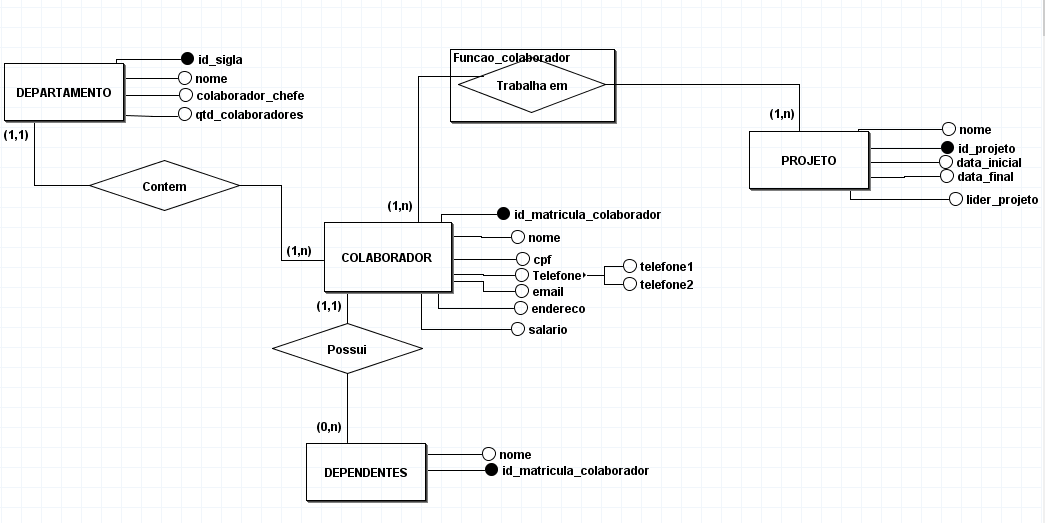 DEPARTAMENTO
id_sigla
nome
colaborador_chefe
qtd_colaboradores
(1,1)
Contem
(1,n)
Funcao_colaborador
Trabalha em
(1,n)
(1,n)
PROJETO
nome
id_projeto
data_inicial
data_final
lider_projeto
COLABORADOR
id_matricula_colaborador
nome
cpf
Telefone
telefone1
telefone2
email
endereco
salario
(1,1)
Possui
(0,n)
DEPENDENTES
nome
id_matricula_colaborador